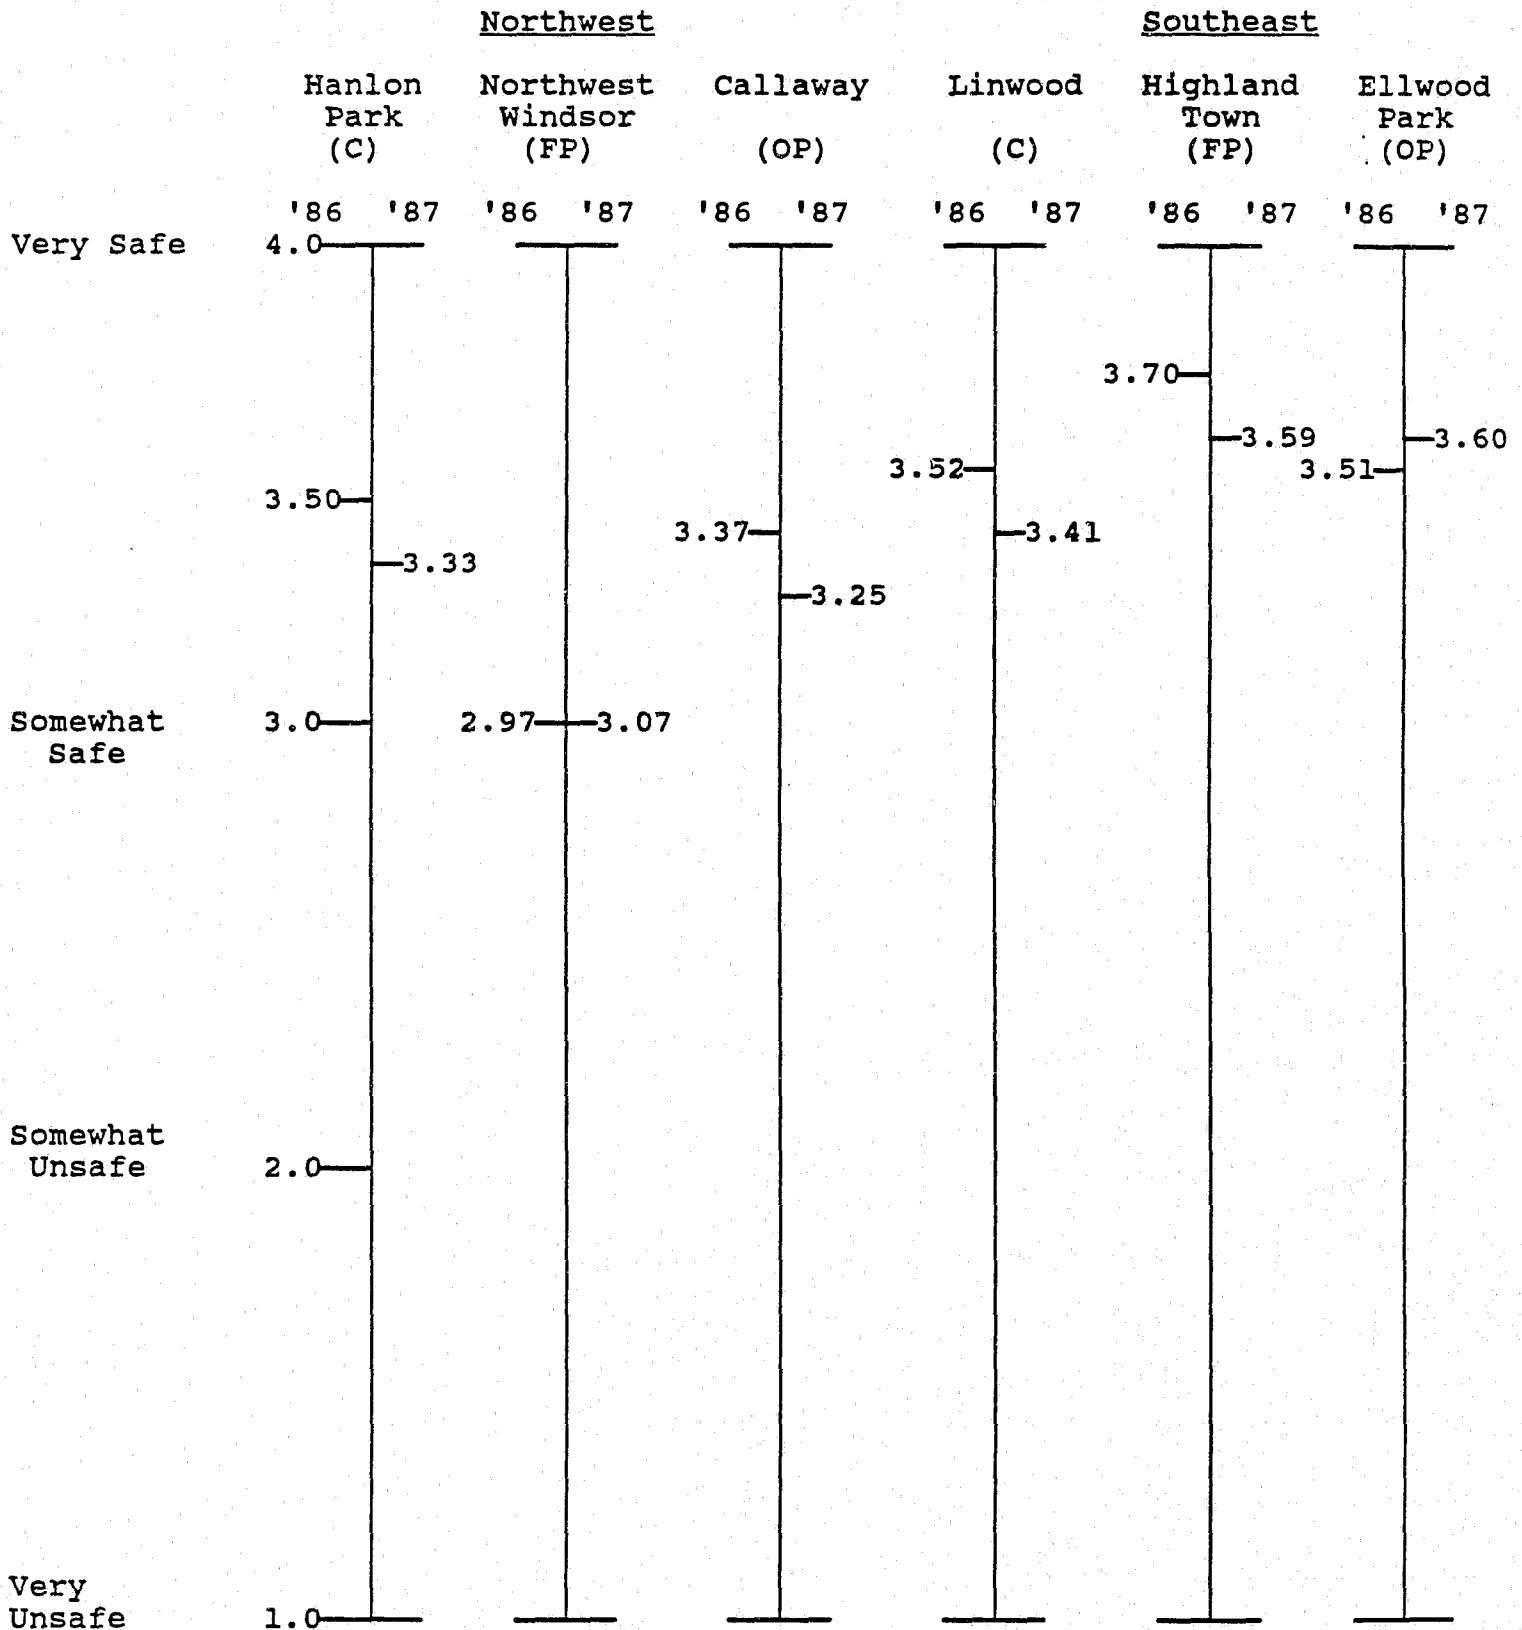 Northwest Southeast
Hanlon Northwest Callaway Linwood Highland Ellwood
Park Windsor Town Park
(C) (FP) (OP) (C) (FP) (OP)
'86 '87 '86 '87 '86 '87 '86 '87 '86 '87 '86 '87
Very Safe 4.0
3.70
3.59 3.60
3.52 3.51
3.50
3.37 3.41
3.33
3.25
Somewhat 3.0 2.97 3.07
Safe
Somewhat
Unsafe 2.0
Very
Unsafe 1.0